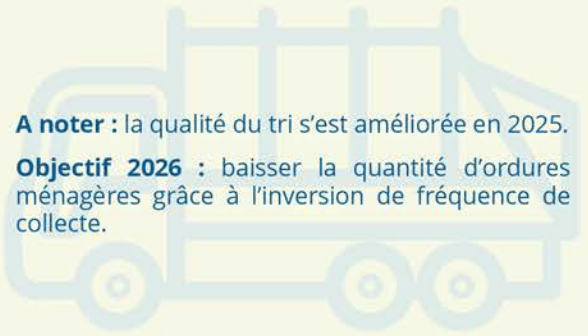 A noter : la qualité du tri s'est améliorée en 2025.
Objectif 2026 : baisser la quantité d'ordures
ménagères grâce à l'inversion de fréquence de
collecte.